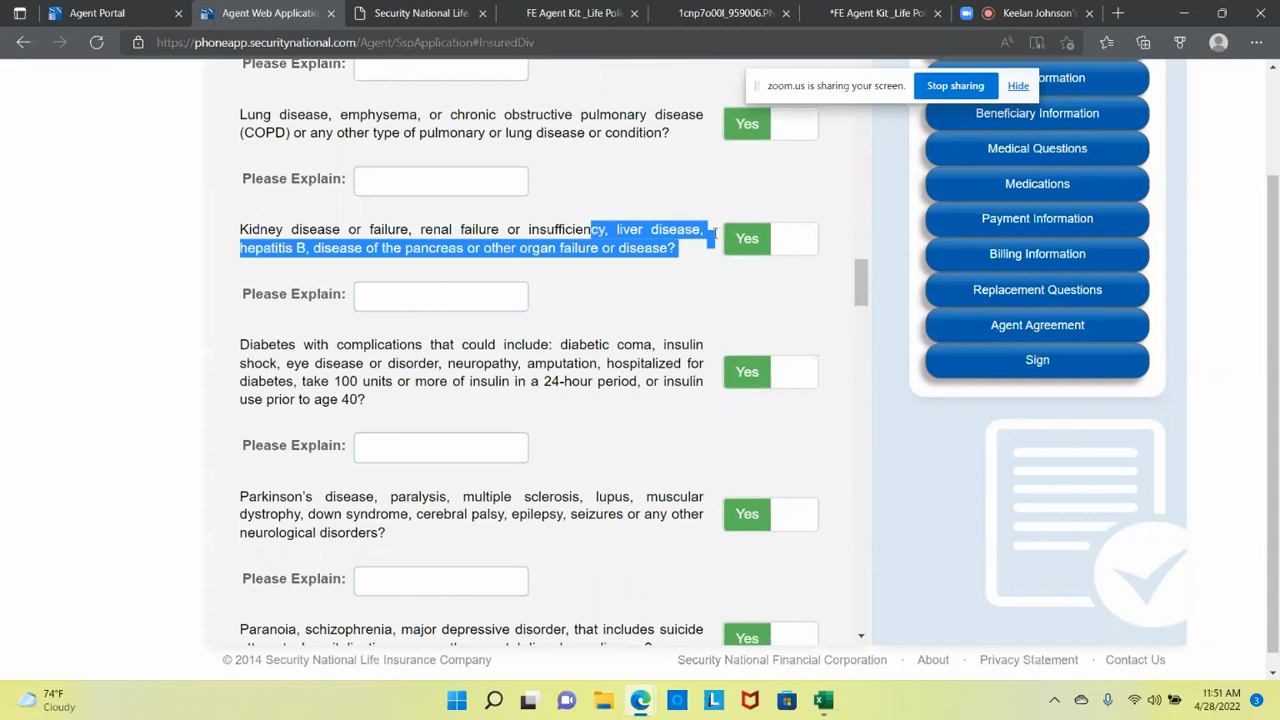 Agent Portal
Agent Web Applicatio
Security National Life
FE Agent Kit _Life Poli
1cnp7o00l_95906.P
*FE Agent Kit _Life Po
Keelan Johnson's
https://phoneapp.securitynational.com/Agent/SspApplication#InsuredDiv
zoom.us is sharing your screen.
Stop sharing
Hide
Please Explain:
Lung disease, emphysema, or chronic obstructive pulmonary disease
(COPD) or any other type of pulmonary or lung disease or condition?
Yes
Please Explain:
Kidney disease or failure, renal failure or insufficiency, liver disease,
hepatitis B, disease of the pancreas or other organ failure or disease?
Yes
Please Explain:
Diabetes with complications that could include: diabetic coma, insulin
shock, eye disease or disorder, neuropathy, amputation, hospitalized for
diabetes, take 100 units or more of insulin in a 24-hour period, or insulin
use prior to age 40?
Yes
Please Explain:
Parkinson's disease, paralysis, multiple sclerosis, lupus, muscular
dystrophy, down syndrome, cerebral palsy, epilepsy, seizures or any other
neurological disorders?
Yes
Please Explain:
Paranoia, schizophrenia, major depressive disorder, that includes suicide
Yes
ormation
Beneficiary Information
Medical Questions
Medications
Payment Information
Billing Information
Replacement Questions
Agent Agreement
Sign
© 2014 Security National Life Insurance Company
Security National Financial Corporation · About · Privacy Statement · Contact Us
74°F
Cloudy
11:51 AM
4/28/2022
3